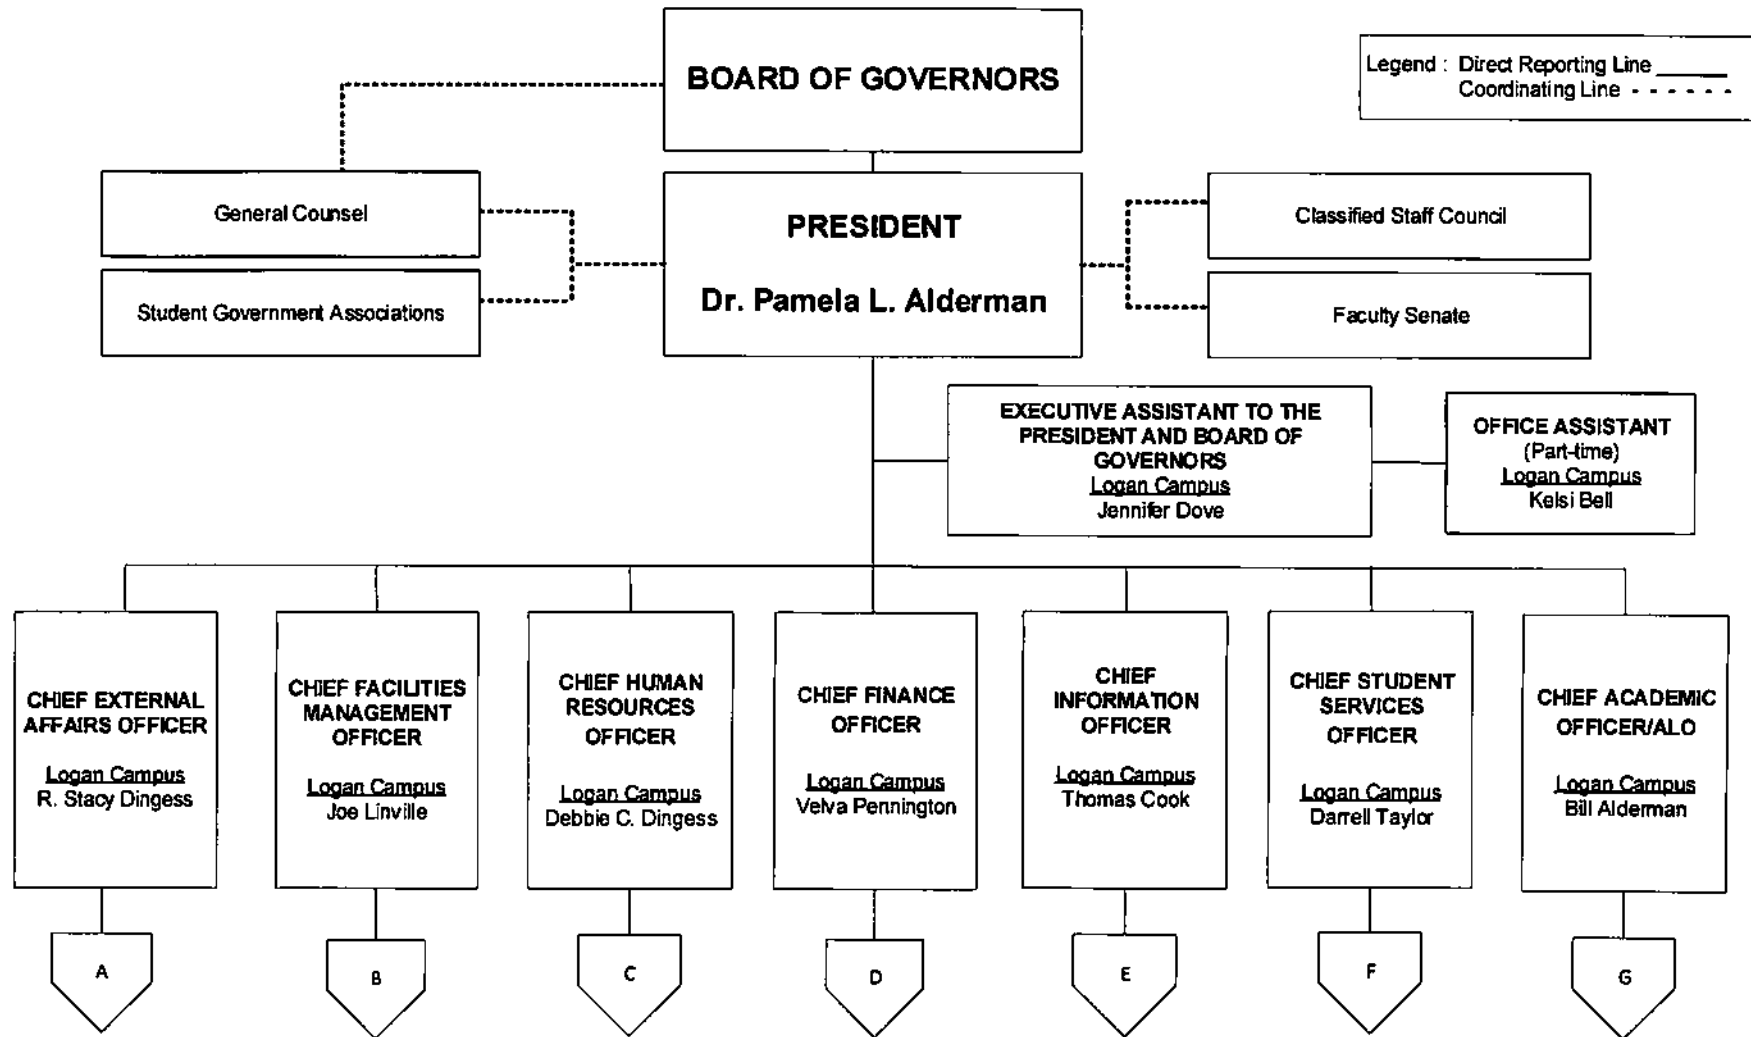 BOARD OF GOVERNORS
Legend : Direct Reporting Line
Coordinating Line
General Counsel
Student Government Associations
PRESIDENT
Dr. Pamela L. Alderman
Classified Staff Council
Faculty Senate
EXECUTIVE ASSISTANT TO THE
PRESIDENT AND BOARD OF
GOVERNORS
Logan Campus
Jennifer Dove
OFFICE ASSISTANT
(Part-time)
Logan Campus
Kelsi Bell
CHIEF EXTERNAL
AFFAIRS OFFICER
Logan Campus
R. Stacy Dingess
CHIEF FACILITIES
MANAGEMENT
OFFICER
Logan Campus
Joe Linville
CHIEF HUMAN
RESOURCES
OFFICER
Logan Campus
Debbie C. Dingess
CHIEF FINANCE
OFFICER
Logan Campus
Velva Pennington
CHIEF
INFORMATION
OFFICER
Logan Campus
Thomas Cook
CHIEF STUDENT
SERVICES
OFFICER
Logan Campus
Darrell Taylor
CHIEF ACADEMIC
OFFICER/ALO
Logan Campus
Bill Alderman
A
B
C
D
E
F
G